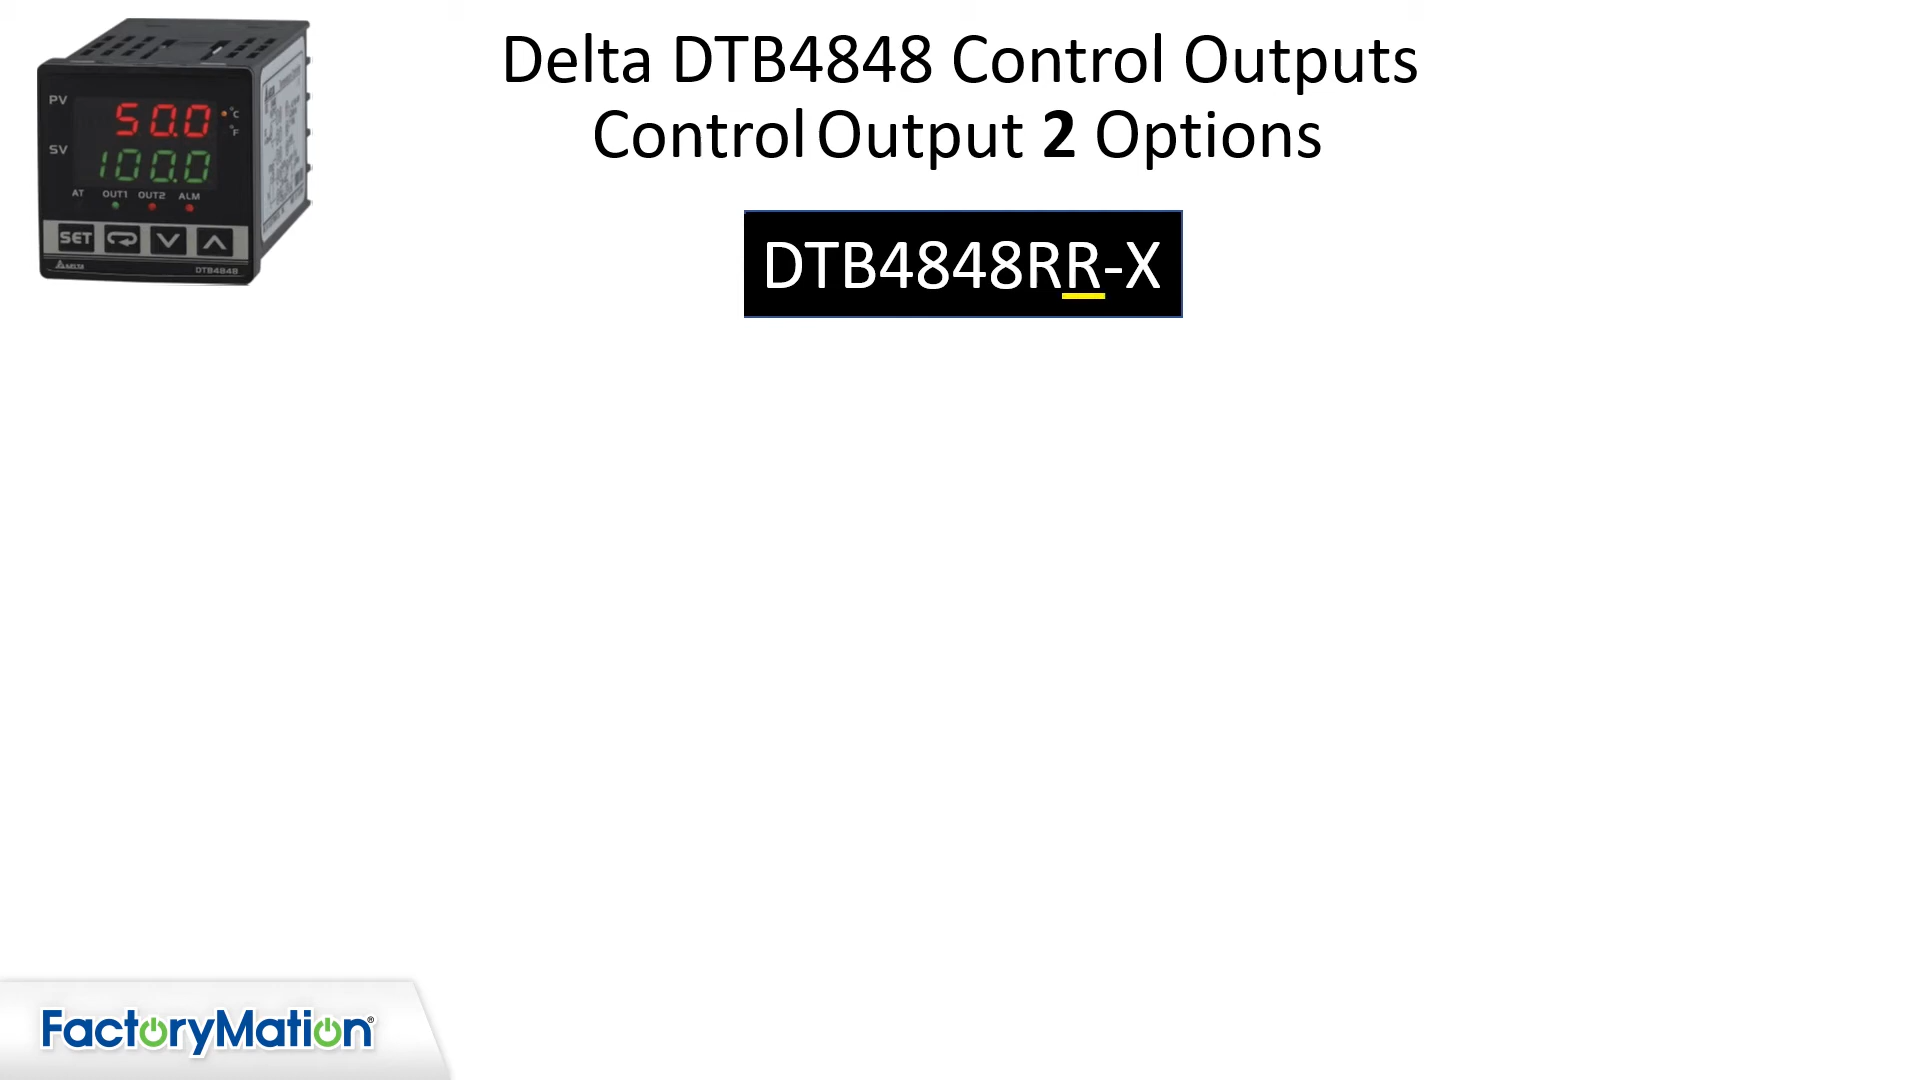 Delta DTB4848 Control Outputs
Control Output 2 Options
DTB4848RR-X
PV
50.0
°C
°F
SV
100.0
AT OUT1 OUT2 ALM
SET
DELTA
DTB4848
FactoryMation®